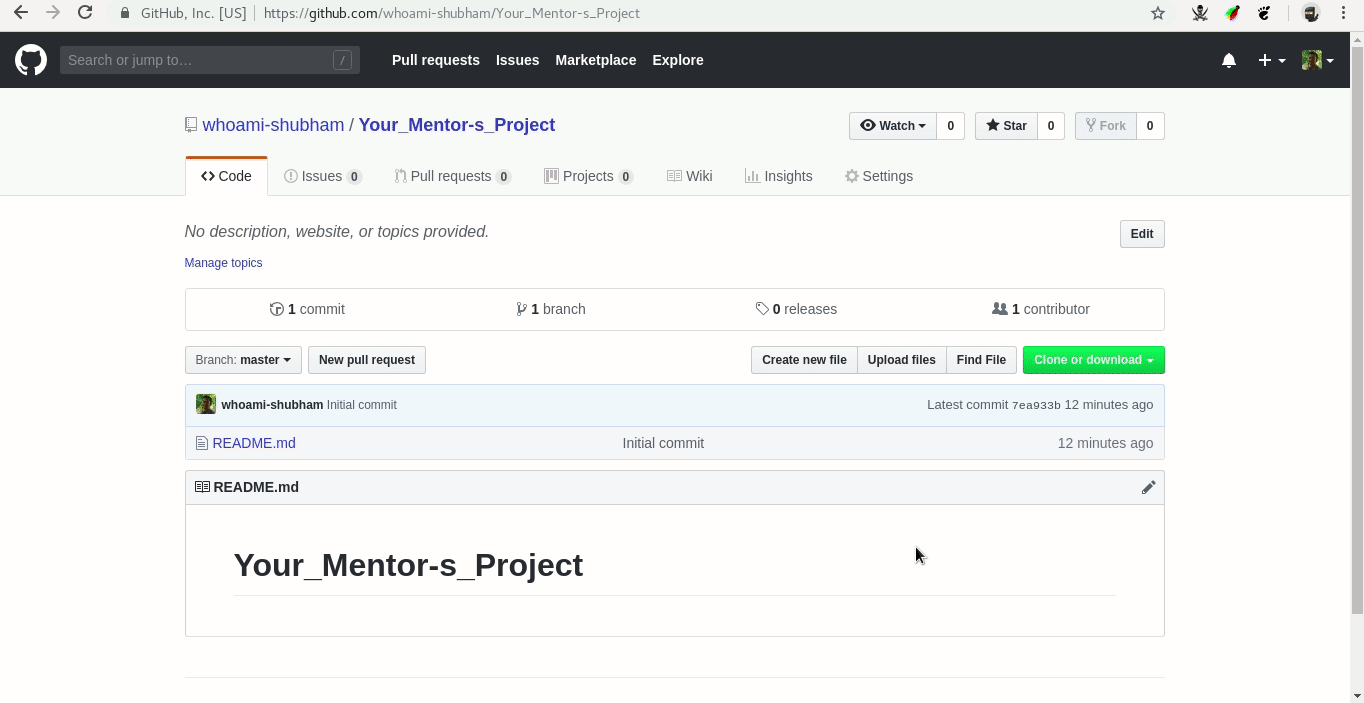 GitHub, Inc. [US] https://github.com/whoami-shubham/Your_Mentor-s_Project
Search or jump to… / Pull requests Issues Marketplace Explore
whoami-shubham / Your_Mentor-s_Project Watch 0 Star 0 Fork 0
Code Issues 0 Pull requests 0 Projects 0 Wiki Insights Settings
No description, website, or topics provided. Edit
Manage topics
1 commit 1 branch 0 releases 1 contributor
Branch: master New pull request Create new file Upload files Find File Clone or download
whoami-shubham Initial commit Latest commit 7ea933b 12 minutes ago
README.md Initial commit 12 minutes ago
README.md
Your_Mentor-s_Project